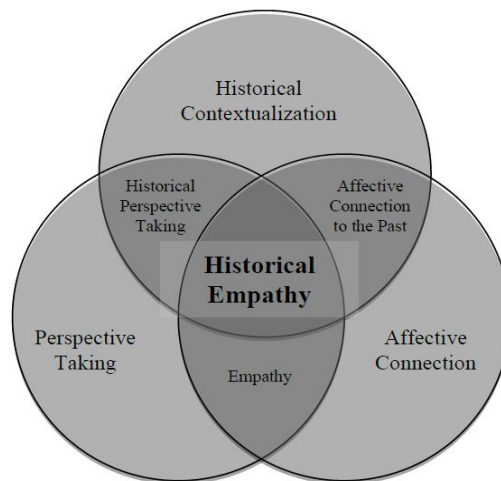 Historical
Contextualization
Historical
Perspective
Taking
Affective
Connection
to the Past
Historical
Empathy
Perspective
Taking
Empathy
Affective
Connection